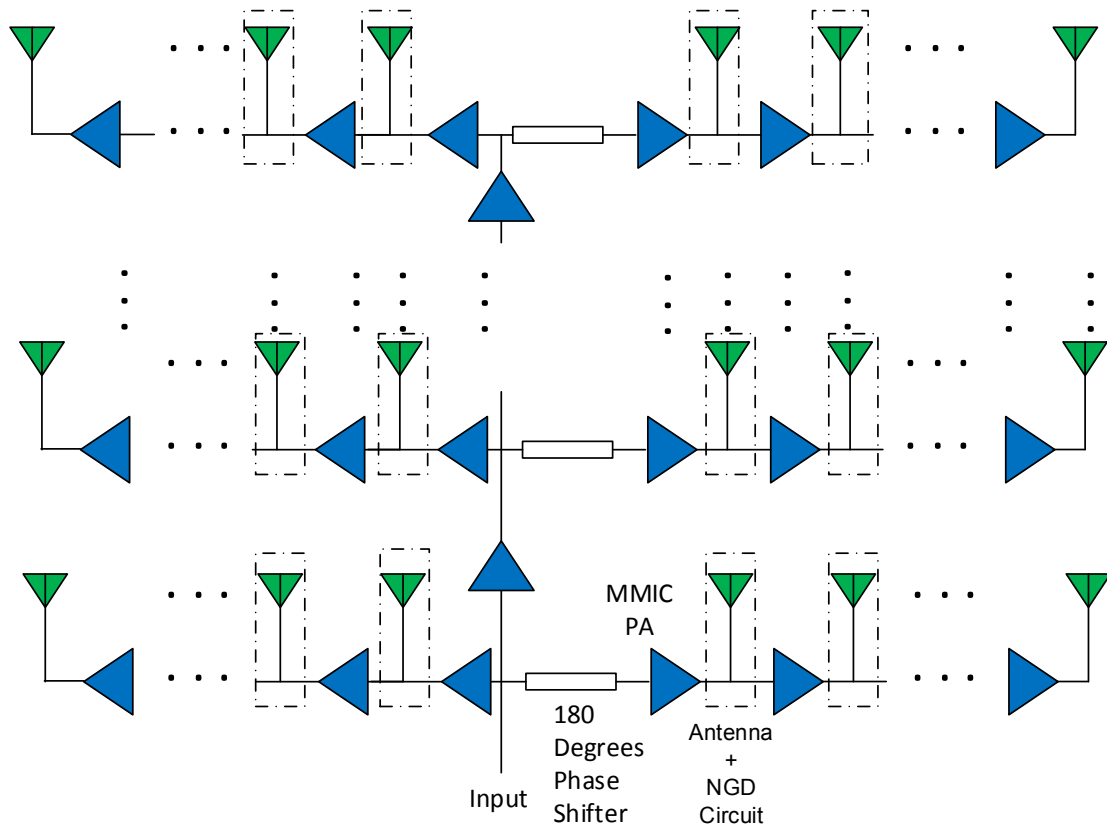 MMIC
PA
180
Degrees
Phase
Shifter
Antenna
+
NGD
Circuit
Input